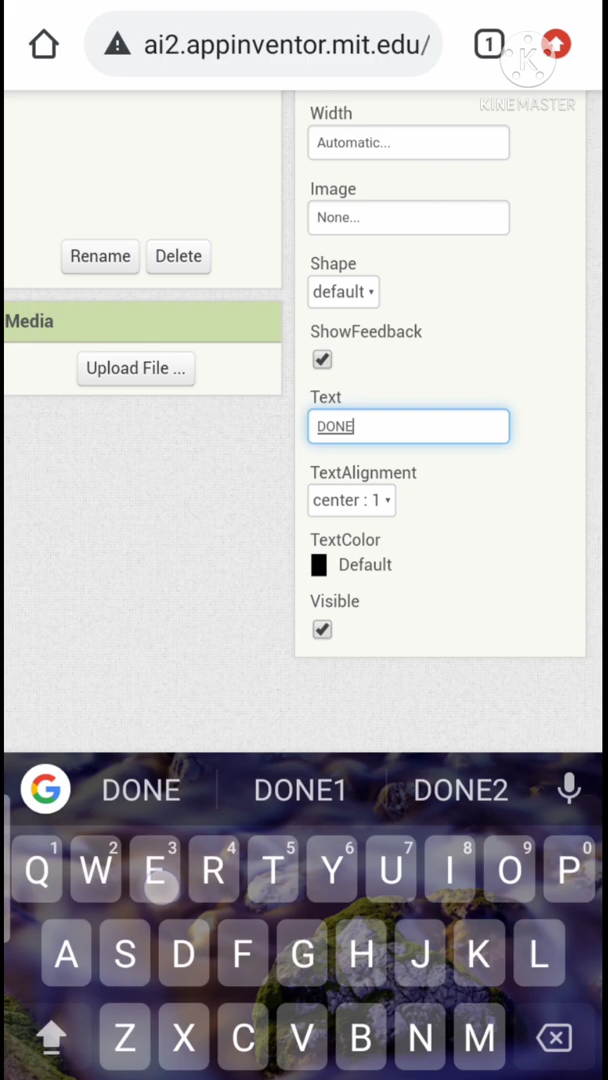 ai2.appinventor.mit.edu/
1
K
KINEMASTER
Width
Automatic...
Image
None...
Rename Delete
Shape
default
Media
ShowFeedback
Upload File ...
Text
DONE
TextAlignment
center : 1
TextColor
Default
Visible
G DONE DONE1 DONE2
1 2 3 4 5 6 7 8 9 0
Q W E R T Y U I O P
A S D F G H J K L
Z X C V B N M